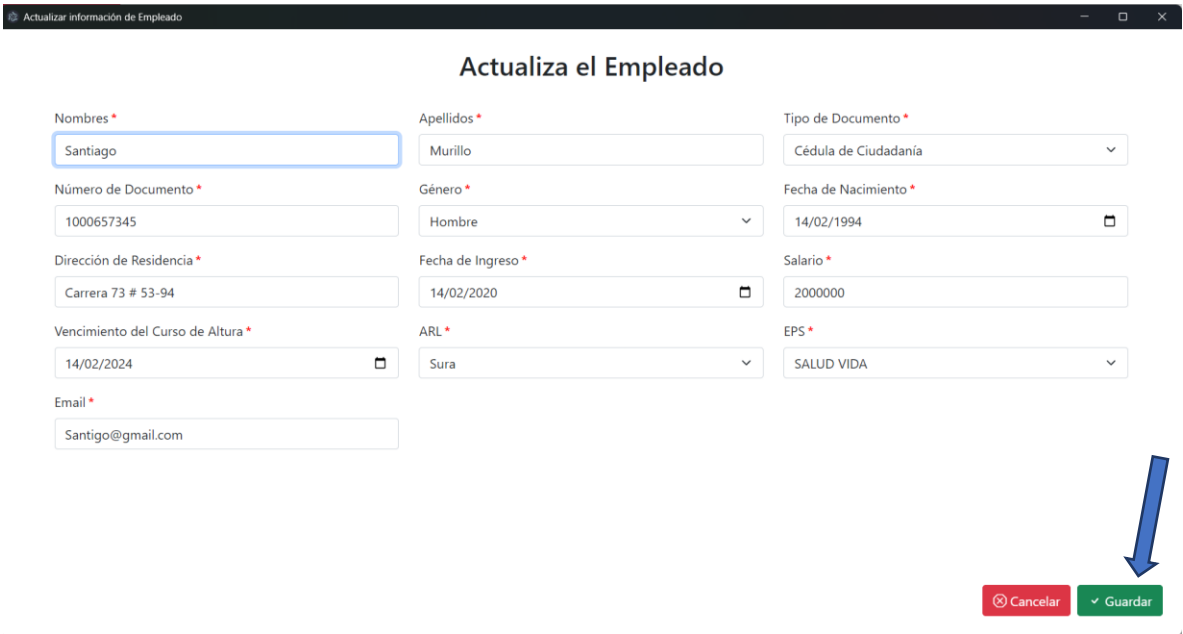 Actualizar información de Empleado
Actualiza el Empleado
Nombres * Apellidos * Tipo de Documento *
Santiago Murillo Cédula de Ciudadanía
Número de Documento * Género * Fecha de Nacimiento *
1000657345 Hombre 14/02/1994
Dirección de Residencia * Fecha de Ingreso * Salario *
Carrera 73 # 53-94 14/02/2020 2000000
Vencimiento del Curso de Altura * ARL * EPS *
14/02/2024 Sura SALUD VIDA
Email *
Santigo@gmail.com
Cancelar Guardar